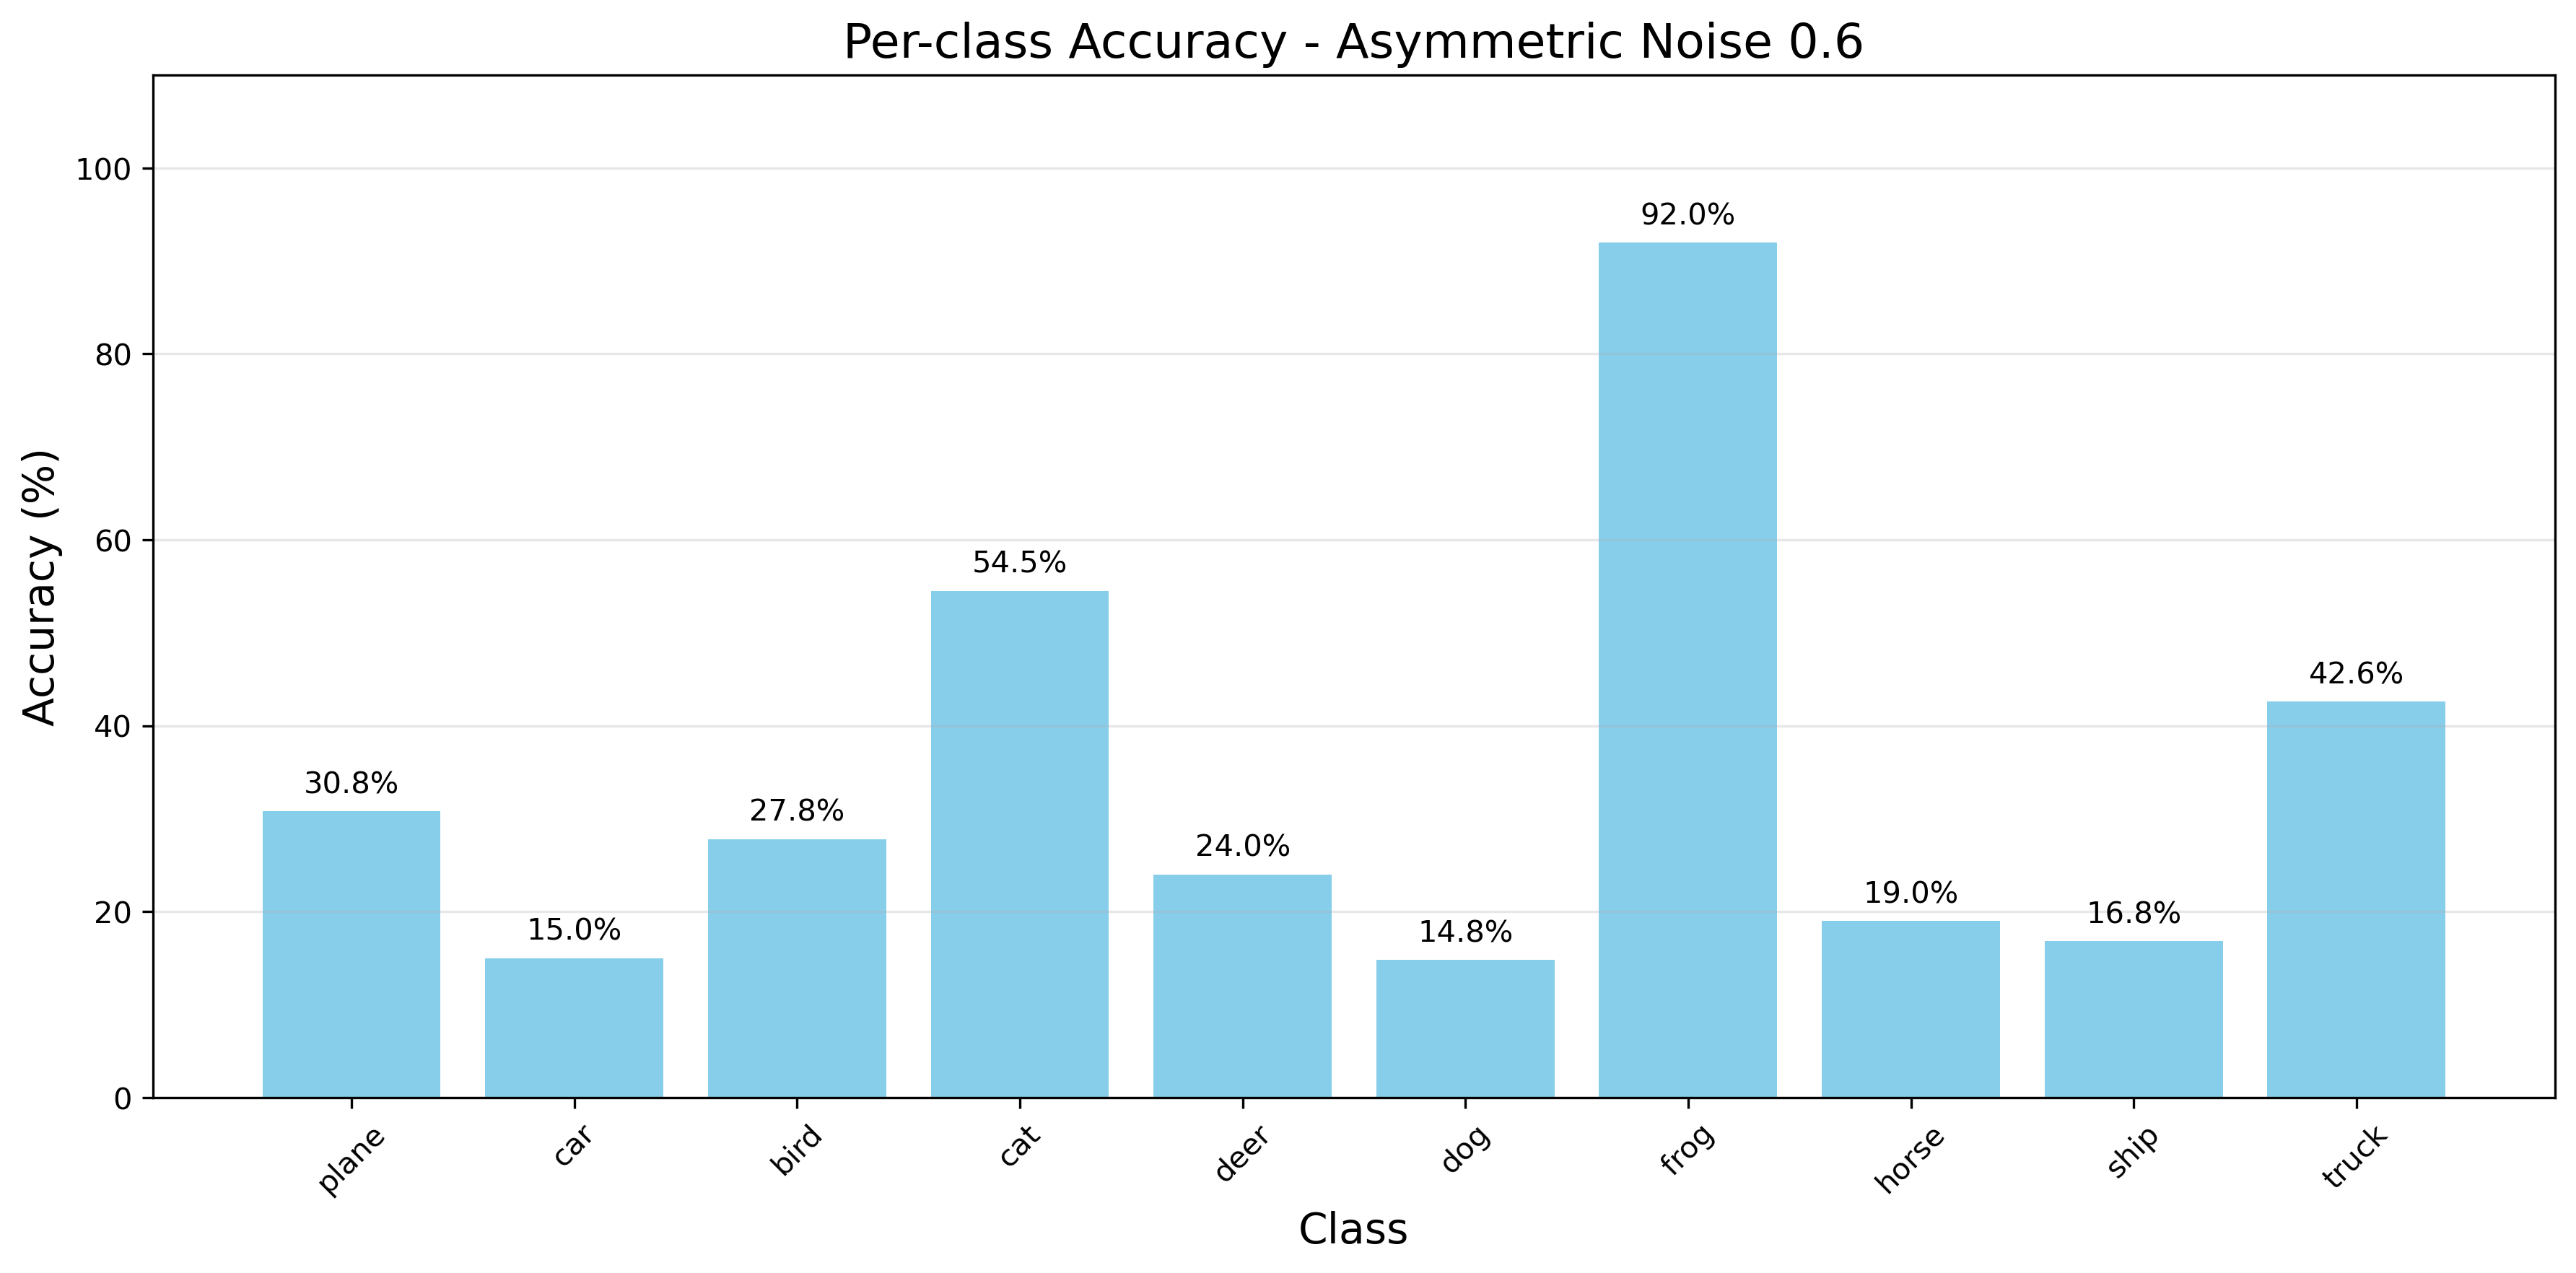 Per-class Accuracy - Asymmetric Noise 0.6
Accuracy (%)
100
80
60
40
20
0
30.8%
15.0%
27.8%
54.5%
24.0%
14.8%
92.0%
19.0%
16.8%
42.6%
plane
car
bird
cat
deer
dog
frog
horse
ship
truck
Class